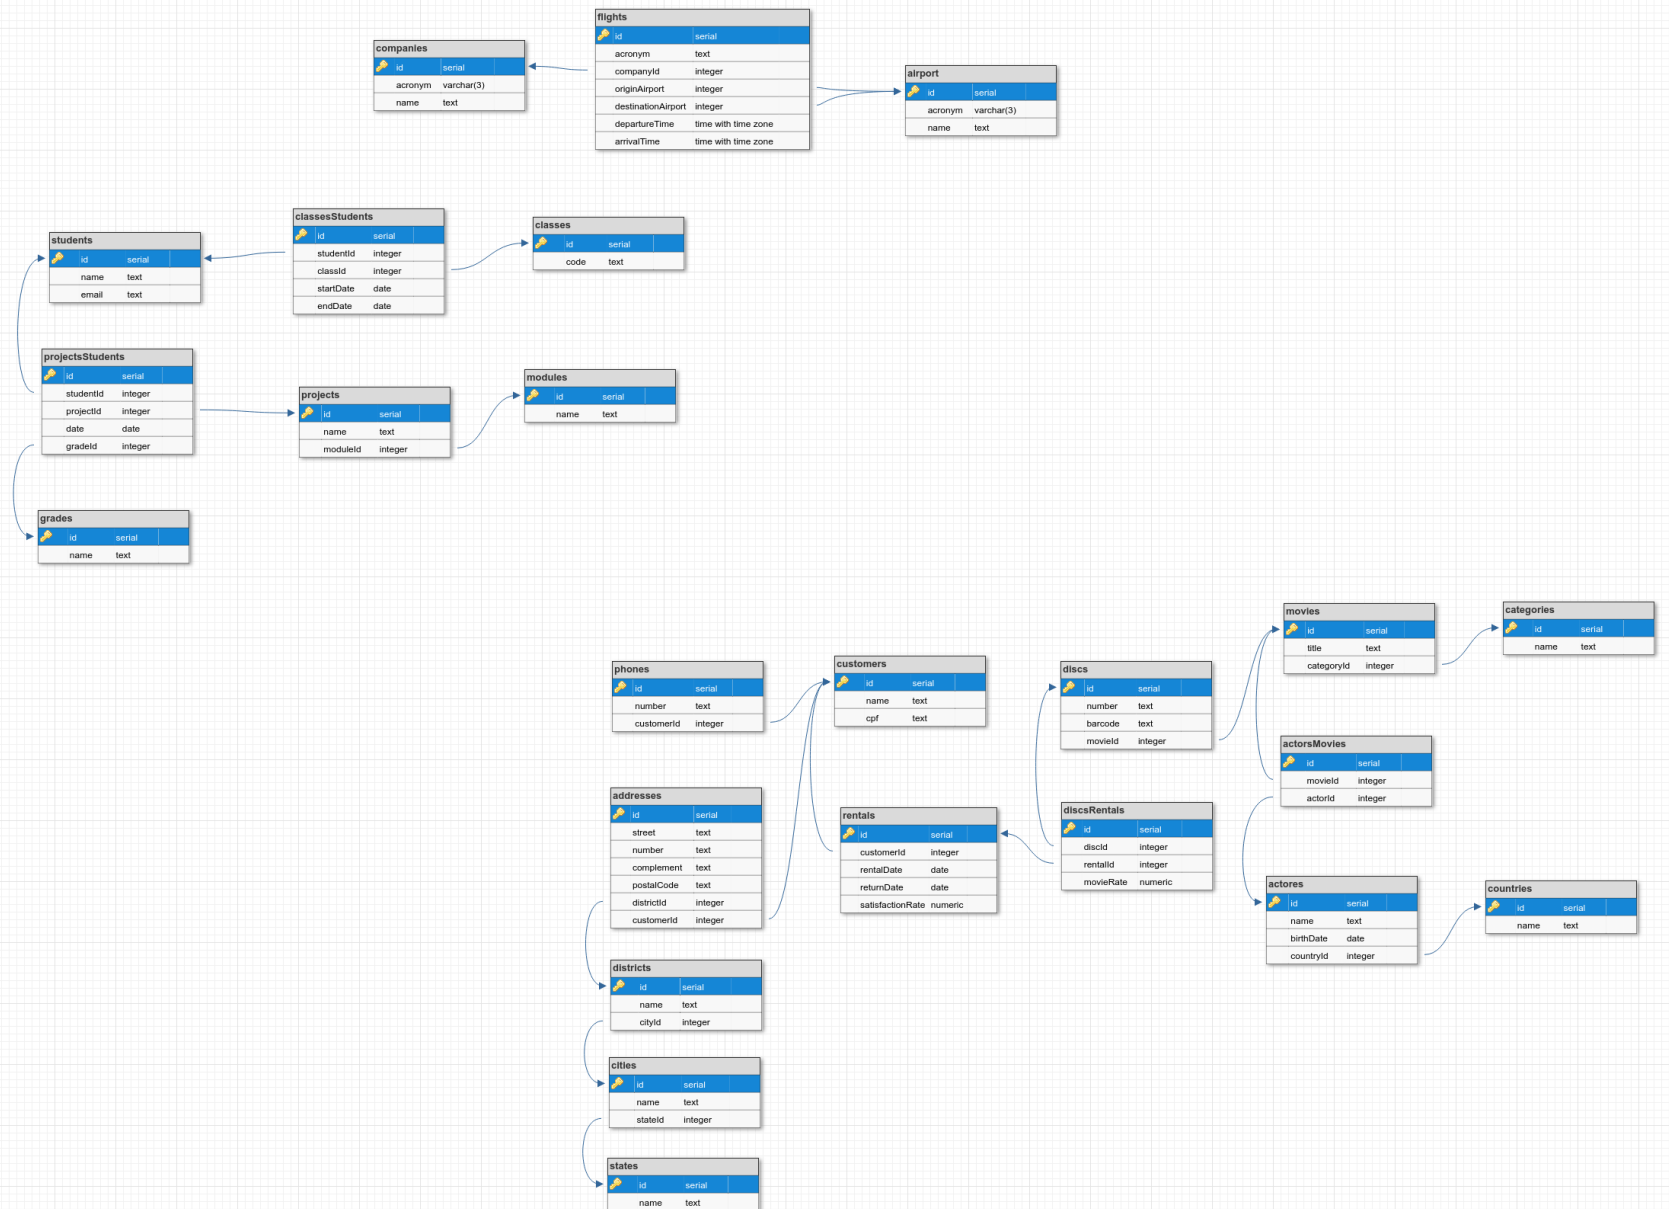 flights
id serial
acronym text
companyId integer
originAirport integer
destinationAirport integer
departureTime time with time zone
arrivalTime time with time zone
companies
id serial
acronym varchar(3)
name text
airport
id serial
acronym varchar(3)
name text
students
id serial
name text
email text
classesStudents
id serial
studentId integer
classId integer
startDate date
endDate date
classes
id serial
code text
projectsStudents
id serial
studentId integer
projectId integer
date date
gradeId integer
projects
id serial
name text
moduleId integer
modules
id serial
name text
grades
id serial
name text
phones
id serial
number text
customerId integer
customers
id serial
name text
cpf text
discs
id serial
number text
barcode text
movieId integer
movies
id serial
title text
categoryId integer
categories
id serial
name text
actorsMovies
id serial
movieId integer
actorId integer
addresses
id serial
street text
number text
complement text
postalCode text
districtId integer
customerId integer
rentals
id serial
customerId integer
rentalDate date
returnDate date
satisfactionRate numeric
discsRentals
id serial
discId integer
rentalId integer
movieRate numeric
actores
id serial
name text
birthDate date
countryId integer
countries
id serial
name text
districts
id serial
name text
cityId integer
cities
id serial
name text
stateId integer
states
id serial
name text